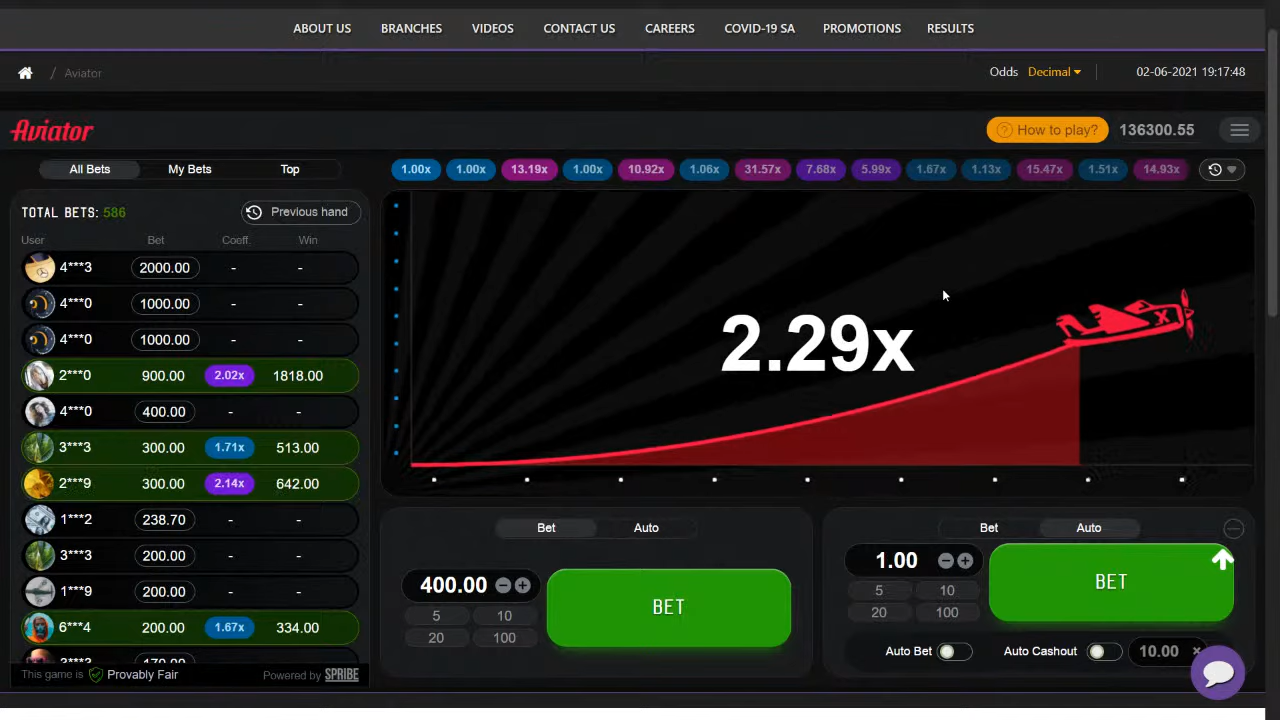 ABOUT US BRANCHES VIDEOS CONTACT US CAREERS COVID-19 SA PROMOTIONS RESULTS
/ Aviator
Odds Decimal 02-06-2021 19:17:48
Aviator
How to play? 136300.55
All Bets My Bets Top
1.00x 1.00x 13.19x 1.00x 10.92x 1.06x 31.57x 7.68x 5.99x 1.67x 1.13x 15.47x 1.51x 14.93x
TOTAL BETS: 586
Previous hand
User Bet Coeff. Win
4***3 2000.00 - -
4***0 1000.00 - -
4***0 1000.00 - -
2***0 900.00 2.02x 1818.00
4***0 400.00 - -
3***3 300.00 1.71x 513.00
2***9 300.00 2.14x 642.00
1***2 238.70 - -
3***3 200.00 - -
1***9 200.00 - -
6***4 200.00 1.67x 334.00
This game is Provably Fair Powered by SPRIBE
2.29x
X
Bet Auto
400.00
5 10
20 100
BET
Bet Auto
1.00
5 10
20 100
BET
Auto Bet Auto Cashout 10.00 ×